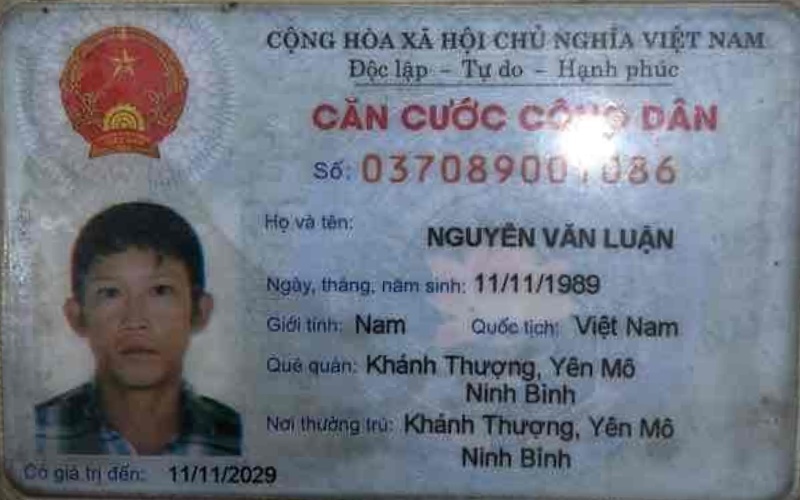 CỘNG HÒA XÃ HỘI CHỦ NGHĨA VIỆT NAM
Độc lập – Tự do – Hạnh phúc
CĂN CƯỚC CÔNG DÂN
Số:
Họ và tên:
NGUYỄN VĂN LUẬN
Ngày, tháng, năm sinh: 11/11/1989
Giới tính: Nam Quốc tịch: Việt Nam
Quê quán: Khánh Thượng, Yên Mô
Ninh Bình
Nơi thường trú: Khánh Thượng, Yên Mô
Ninh Bình
Có giá trị đến: 11/11/2029